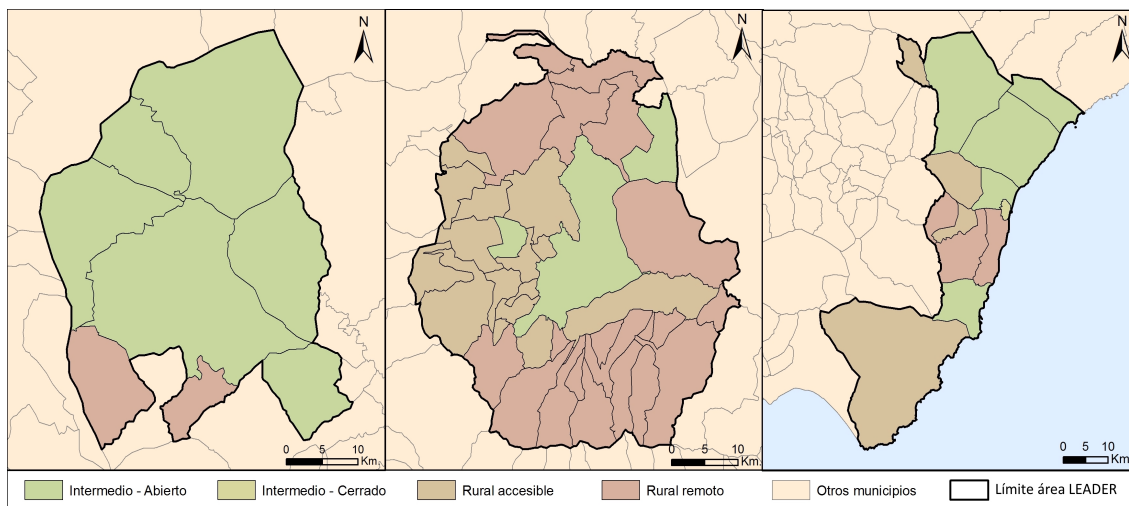 N
N
N
0 5 10
Km
0 5 10
Km
0 5 10
Km
Intermedio - Abierto
Intermedio - Cerrado
Rural accesible
Rural remoto
Otros municipios
Límite área LEADER